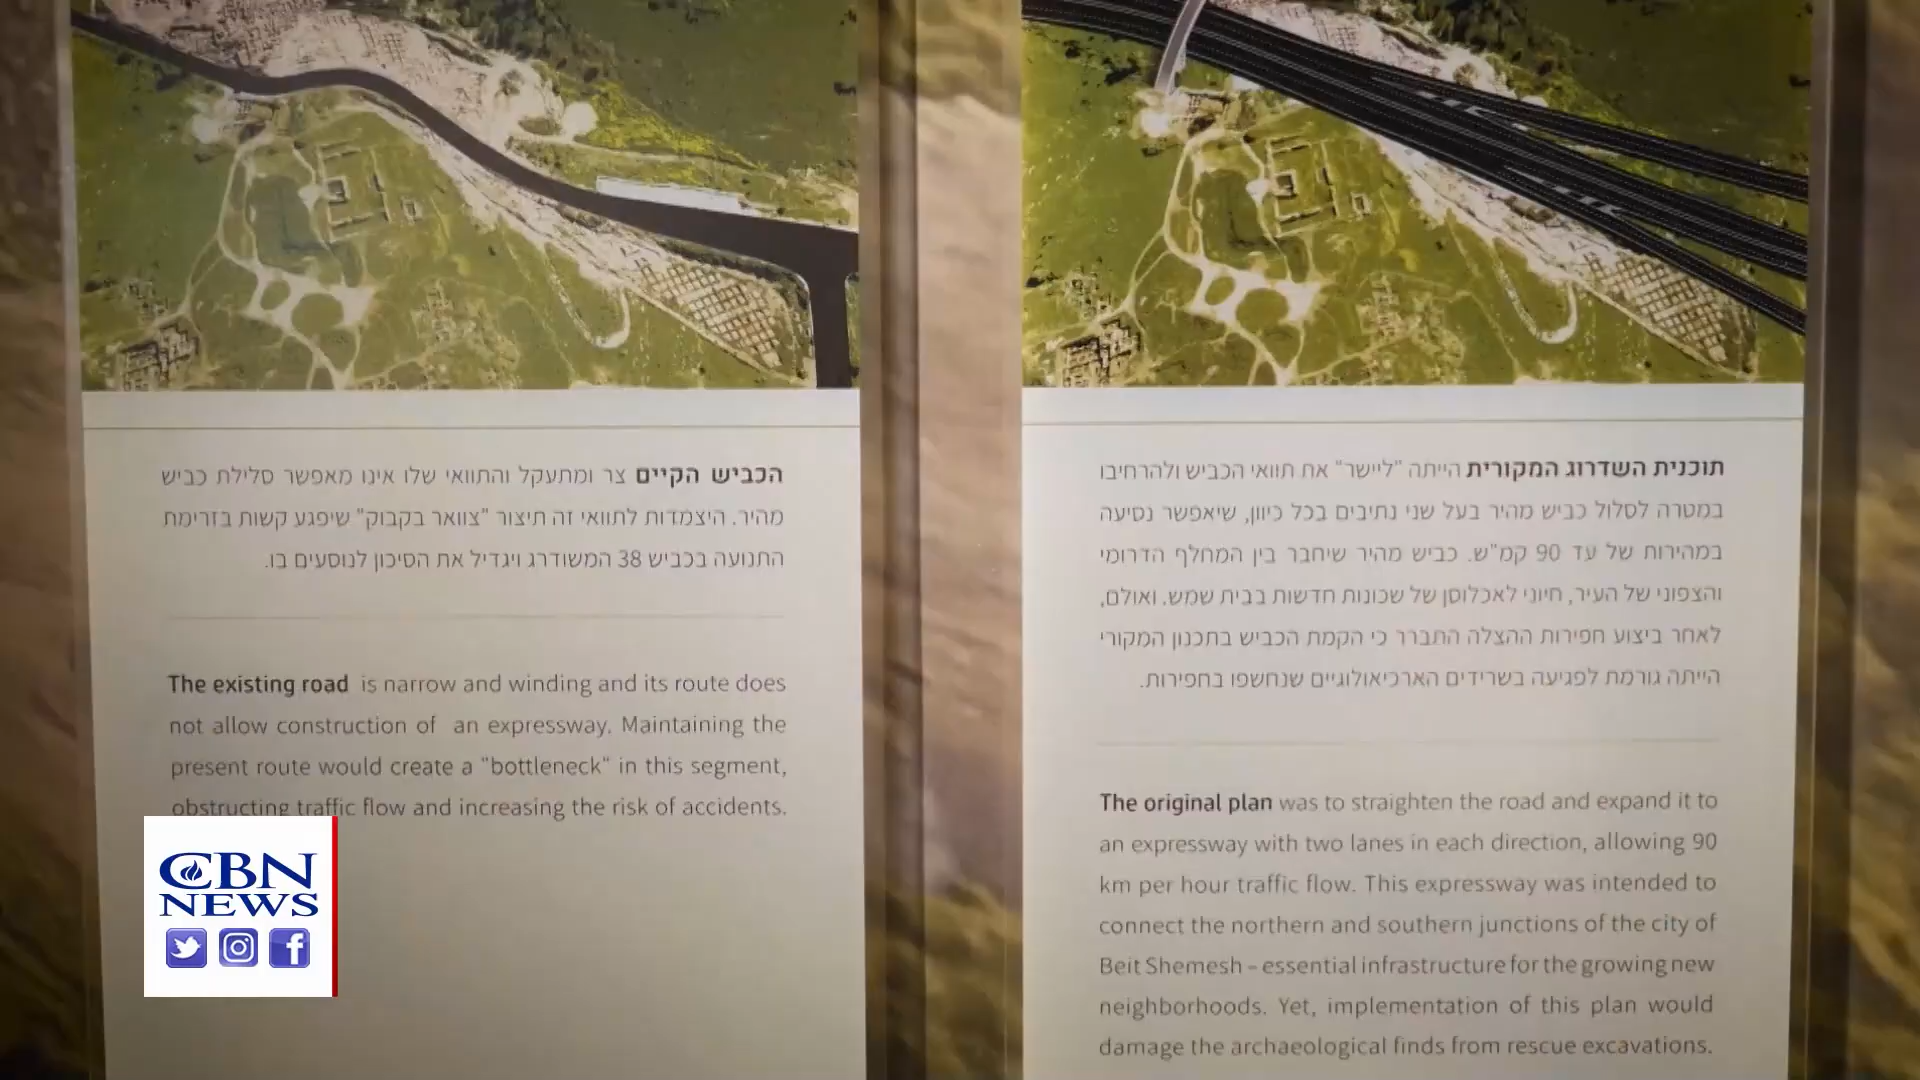 הכביש הקיים צר ומתעקל והתוואי שלו אינו מאפשר סלילת כביש
מהיר. היצמדות לתוואי זה תיצור "צוואר בקבוק" שיפגע קשות בזרימת
התנועה בכביש 38 המשודרג ויגדיל את הסיכון לנוסעים בו.
The existing road is narrow and winding and its route does
not allow construction of an expressway. Maintaining the
present route would create a "bottleneck" in this segment,
obstructing traffic flow and increasing the risk of accidents.
תוכנית השדרוג המקורית הייתה "ליישר" את תוואי הכביש ולהרחיבו
במטרה לסלול כביש מהיר בעל שני נתיבים בכל כיוון, שיאפשר נסיעה
במהירות של עד 90 קמ"ש. כביש מהיר שיחבר בין המחלף הדרומי
והצפוני של העיר, חיוני לאכלוסן של שכונות חדשות בבית שמש. ואולם,
לאחר ביצוע חפירות ההצלה התברר כי הקמת הכביש בתכנון המקורי
הייתה גורמת לפגיעה בשרידים הארכיאולוגיים שנחשפו בחפירות.
The original plan was to straighten the road and expand it to
an expressway with two lanes in each direction, allowing 90
km per hour traffic flow. This expressway was intended to
connect the northern and southern junctions of the city of
Beit Shemesh – essential infrastructure for the growing new
neighborhoods. Yet, implementation of this plan would
damage the archaeological finds from rescue excavations.
CBN
NEWS